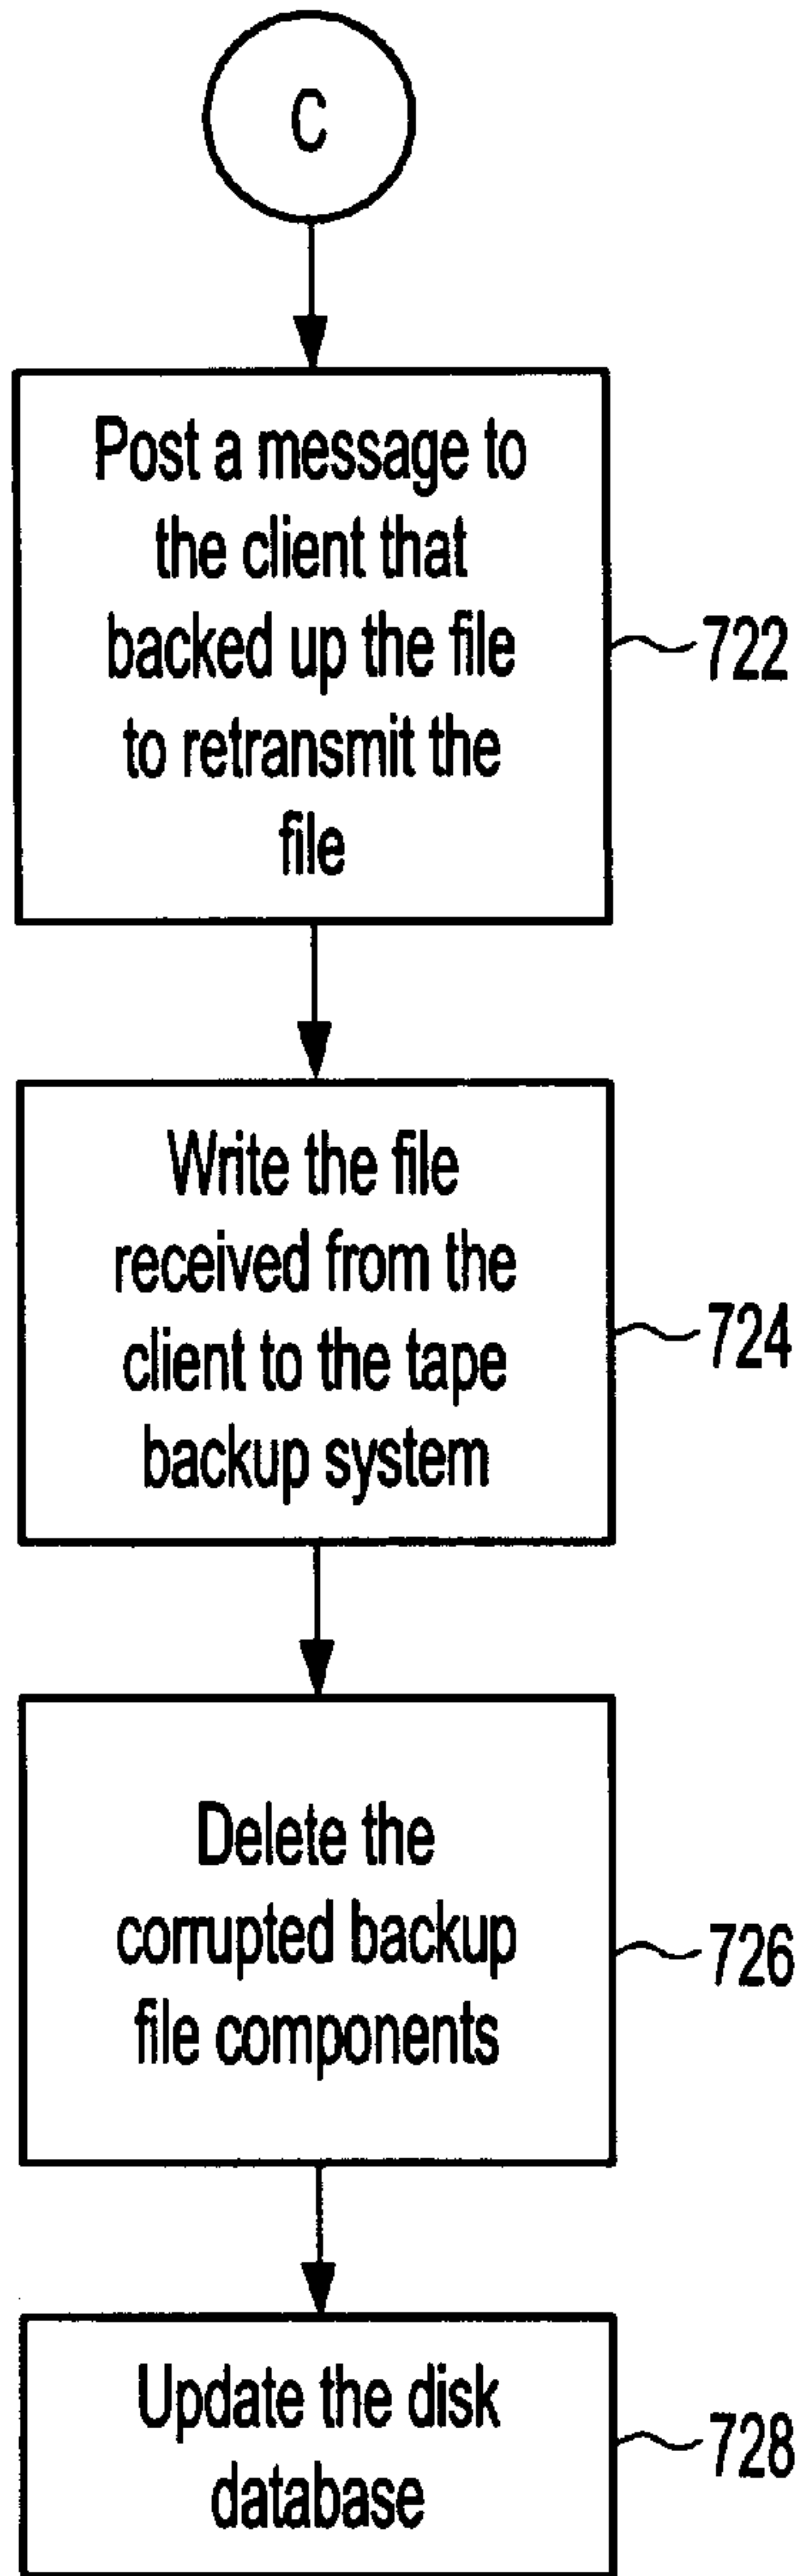 C
Post a message to
the client that
backed up the file
to retransmit the
file
722
Write the file
received from the
client to the tape
backup system
724
Delete the
corrupted backup
file components
726
Update the disk
database
728